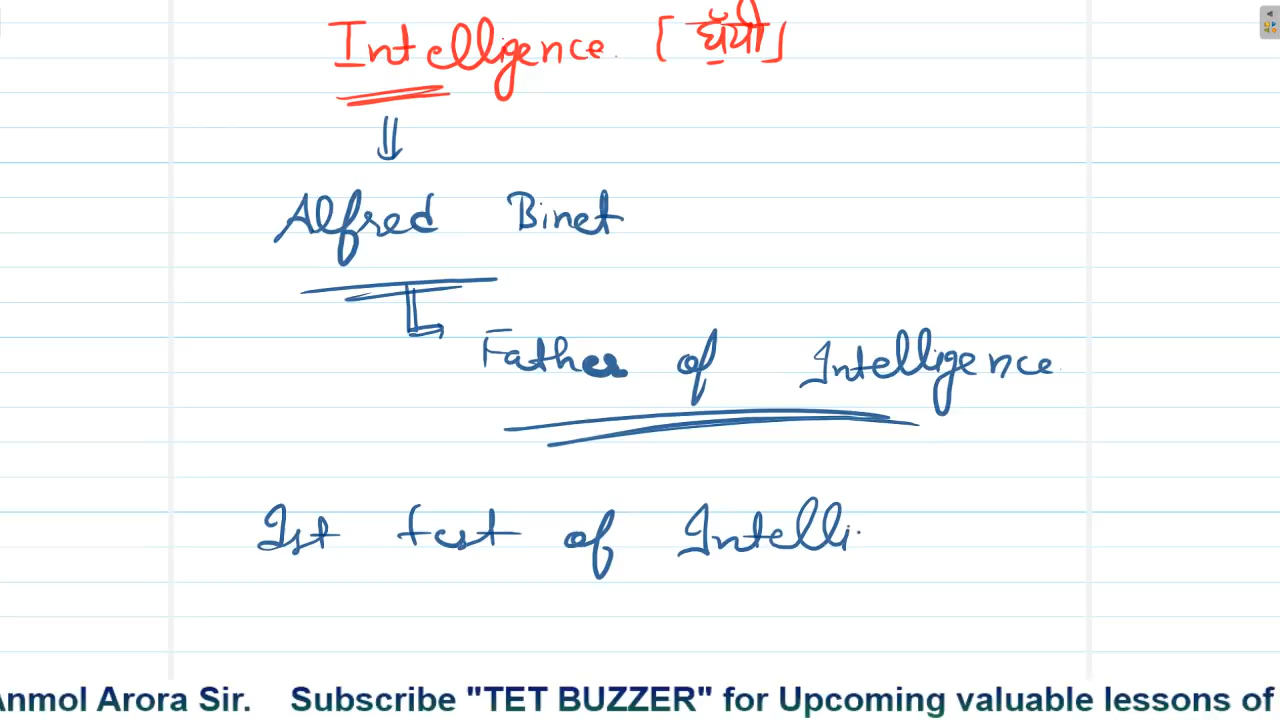 Intelligence. [ बुद्धि ]
Alfred Binet
Father of Intelligence
Ist test of Intelli
Anmol Arora Sir. Subscribe "TET BUZZER" for Upcoming valuable lessons of